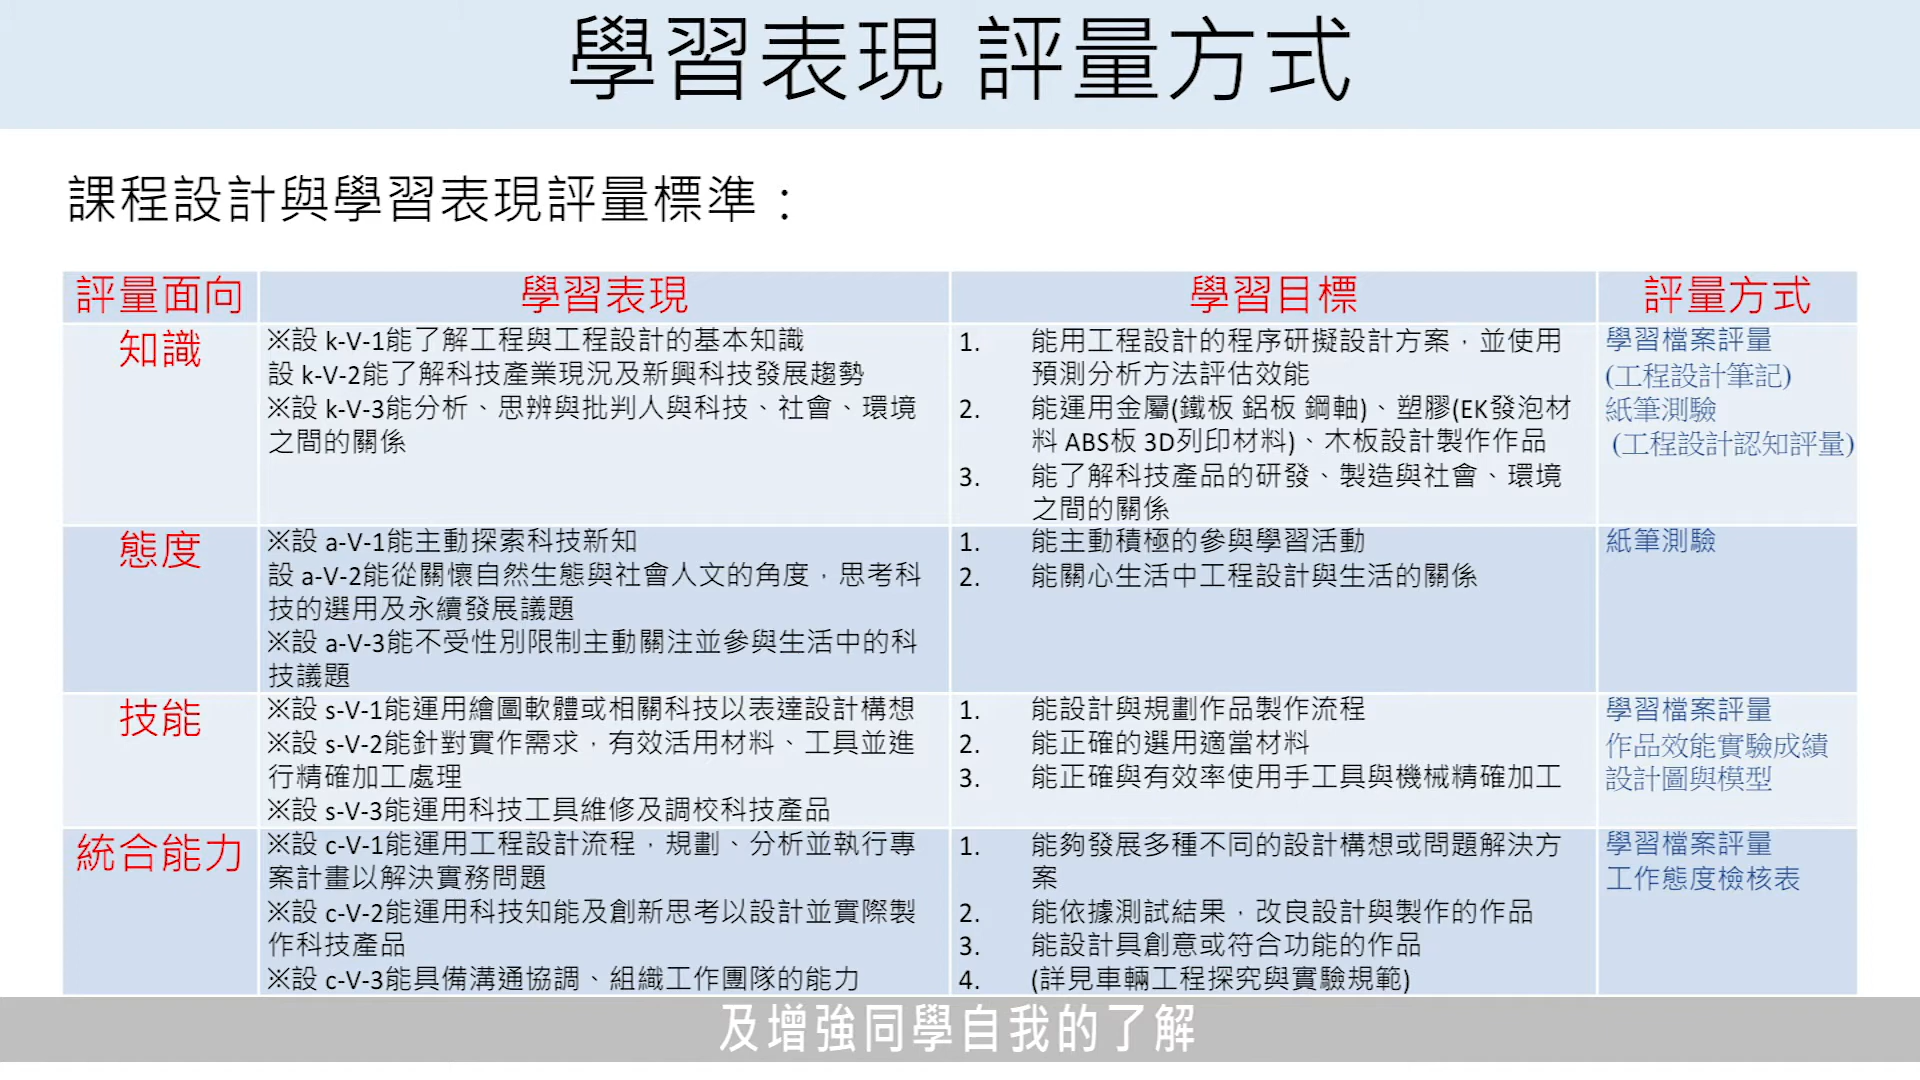 學習表現 評量方式
課程設計與學習表現評量標準：
評量面向
學習表現
學習目標
評量方式
知識
※設 k-V-1能了解工程與工程設計的基本知識
設 k-V-2能了解科技產業現況及新興科技發展趨勢
※設 k-V-3能分析、思辨與批判人與科技、社會、環境
之間的關係
1. 能用工程設計的程序研擬設計方案，並使用
預測分析方法評估效能
2. 能運用金屬(鐵板 鋁板 鋼軸)、塑膠(EK發泡材
料 ABS板 3D列印材料)、木板設計製作作品
3. 能了解科技產品的研發、製造與社會、環境
之間的關係
學習檔案評量
(工程設計筆記)
紙筆測驗
(工程設計認知評量)
態度
※設 a-V-1能主動探索科技新知
設 a-V-2能從關懷自然生態與社會人文的角度，思考科
技的選用及永續發展議題
※設 a-V-3能不受性別限制主動關注並參與生活中的科
技議題
1. 能主動積極的參與學習活動
2. 能關心生活中工程設計與生活的關係
紙筆測驗
技能
※設 s-V-1能運用繪圖軟體或相關科技以表達設計構想
※設 s-V-2能針對實作需求，有效活用材料、工具並進
行精確加工處理
※設 s-V-3能運用科技工具維修及調校科技產品
1. 能設計與規劃作品製作流程
2. 能正確的選用適當材料
3. 能正確與有效率使用手工具與機械精確加工
學習檔案評量
作品效能實驗成績
設計圖與模型
統合能力
※設 c-V-1能運用工程設計流程，規劃、分析並執行專
案計畫以解決實務問題
※設 c-V-2能運用科技知能及創新思考以設計並實際製
作科技產品
※設 c-V-3能具備溝通協調、組織工作團隊的能力
1. 能夠發展多種不同的設計構想或問題解決方
案
2. 能依據測試結果，改良設計與製作的作品
3. 能設計具創意或符合功能的作品
4. (詳見車輛工程探究與實驗規範)
學習檔案評量
工作態度檢核表
及增強同學自我的了解